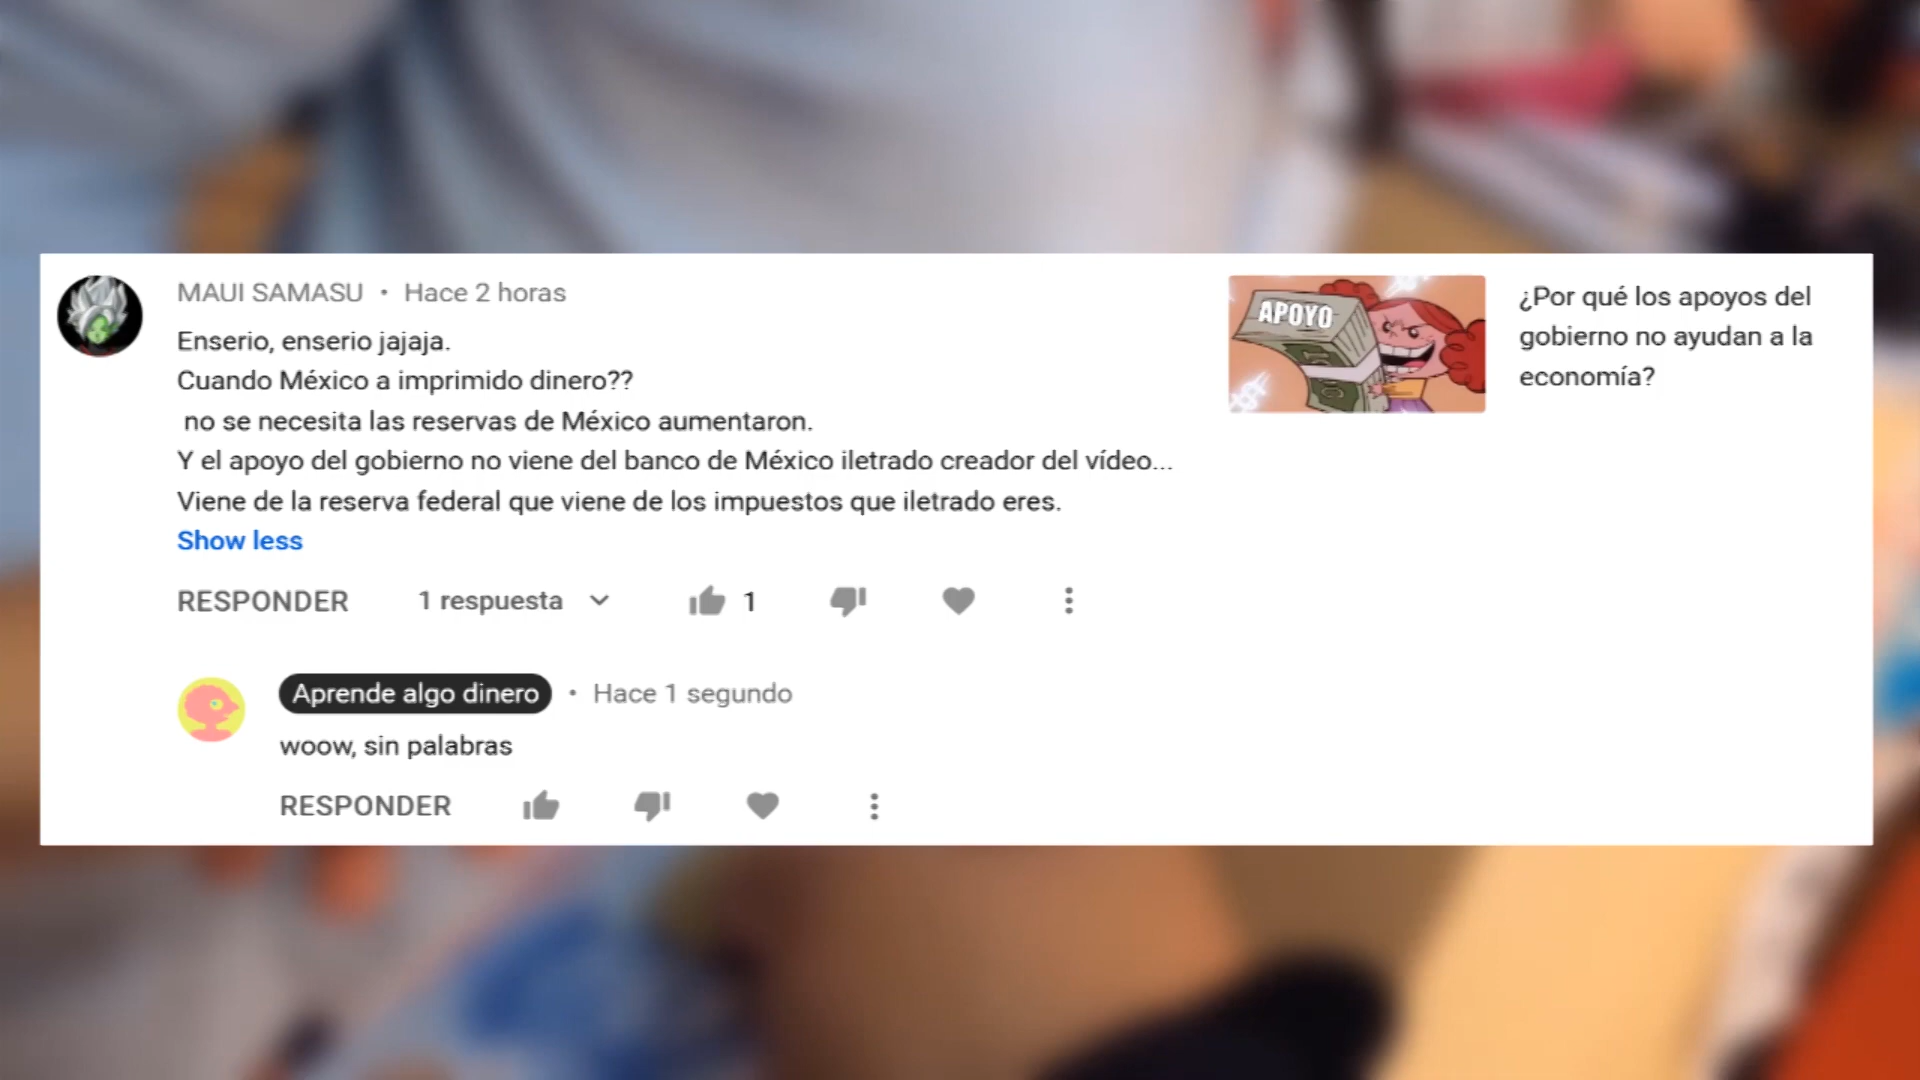 MAUI SAMASU • Hace 2 horas
Enserio, enserio jajaja.
Cuando México a imprimido dinero??
no se necesita las reservas de México aumentaron.
Y el apoyo del gobierno no viene del banco de México iletrado creador del vídeo...
Viene de la reserva federal que viene de los impuestos que iletrado eres.
Show less
RESPONDER 1 respuesta 1
APOYO
¿Por qué los apoyos del
gobierno no ayudan a la
economía?
Aprende algo dinero • Hace 1 segundo
woow, sin palabras
RESPONDER